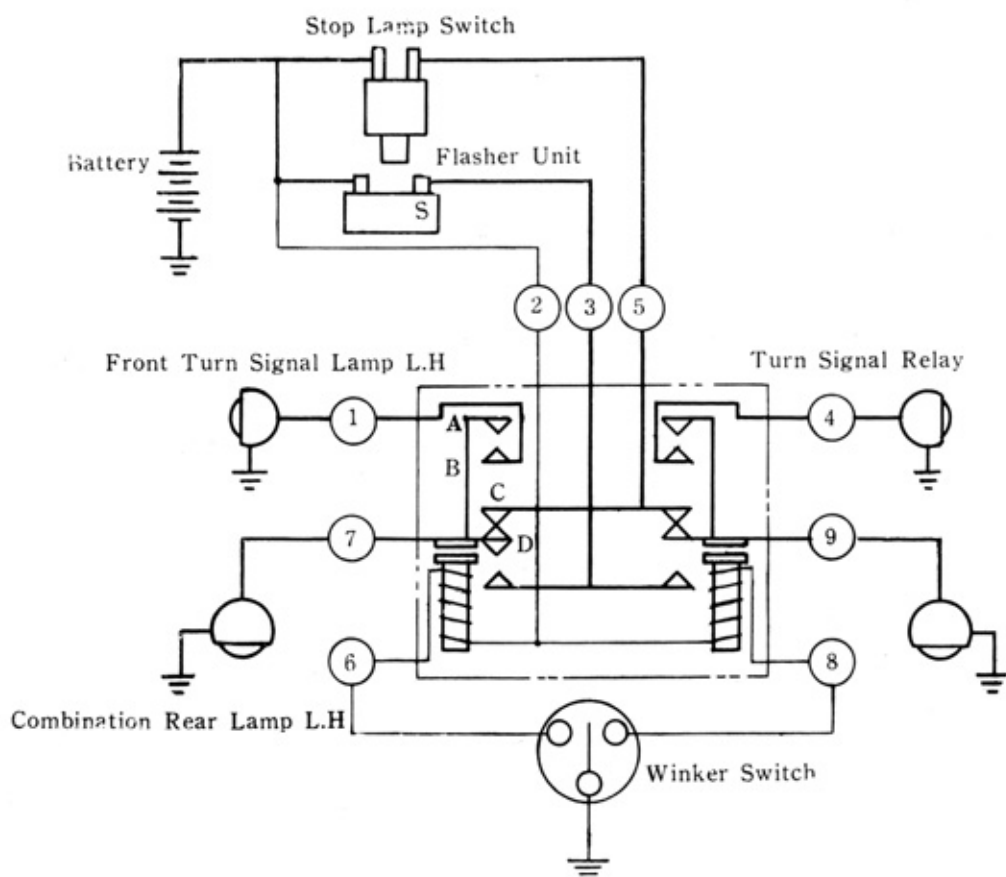 Stop Lamp Switch
Battery
Flasher Unit
S
2 3 5
Front Turn Signal Lamp L.H
Turn Signal Relay
1
A
4
B
C
7
D
9
6
8
Combination Rear Lamp L.H
Winker Switch